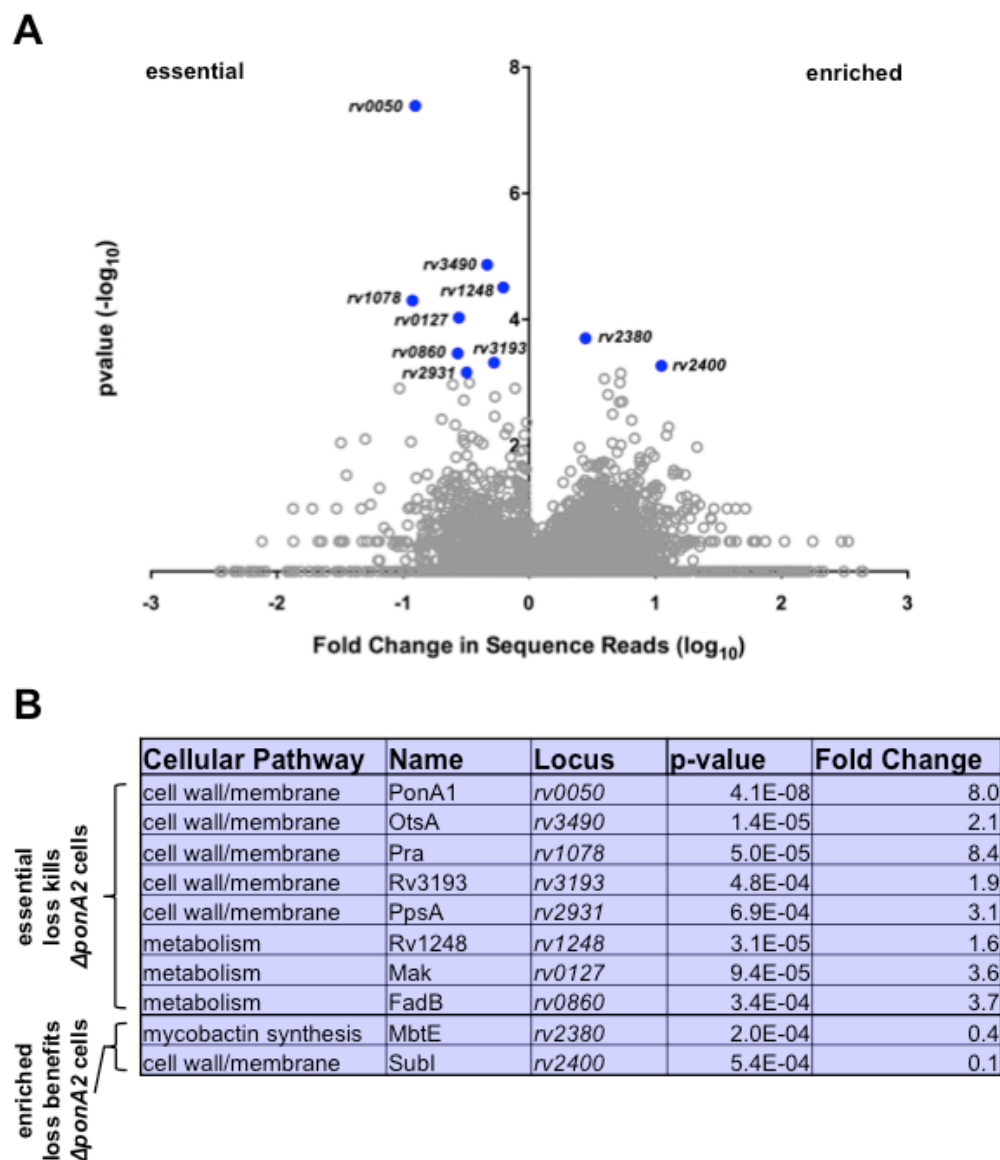 A
essential
enriched
8
rv0050
6
rv3490
rv1248
rv1078
4
rv0127
rv2380
rv0860
rv3193
rv2400
rv2931
2
pvalue (-log10)
-3 -2 -1 0 1 2 3
Fold Change in Sequence Reads (log10)
B
Cellular Pathway Name Locus p-value Fold Change
cell wall/membrane PonA1 rv0050 4.1E-08 8.0
cell wall/membrane OtsA rv3490 1.4E-05 2.1
cell wall/membrane Pra rv1078 5.0E-05 8.4
cell wall/membrane Rv3193 rv3193 4.8E-04 1.9
cell wall/membrane PpsA rv2931 6.9E-04 3.1
metabolism Rv1248 rv1248 3.1E-05 1.6
metabolism Mak rv0127 9.4E-05 3.6
metabolism FadB rv0860 3.4E-04 3.7
mycobactin synthesis MbtE rv2380 2.0E-04 0.4
cell wall/membrane SubI rv2400 5.4E-04 0.1
essential
loss kills
ΔponA2 cells
enriched
loss benefits
ΔponA2 cells